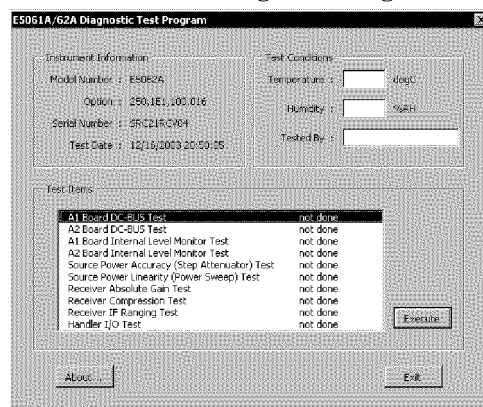 E5061A/62A Diagnostic Test Program
Instrument Information
Model Number : E5062A
Option : 250,1E1,100,016
Serial Number :
Test Date : 12/16/2003 20:50:05
Test Conditions
Temperature : degC
Humidity : %RH
Tested By :
Test Items
A1 Board DC-BUS Test not done
A2 Board DC-BUS Test not done
A1 Board Internal Level Monitor Test not done
A2 Board Internal Level Monitor Test not done
Source Power Accuracy (Step Attenuator) Test not done
Source Power Linearity (Power Sweep) Test not done
Receiver Absolute Gain Test not done
Receiver Compression Test not done
Receiver IF Ranging Test not done
Handler I/O Test not done
Execute
About...
Exit